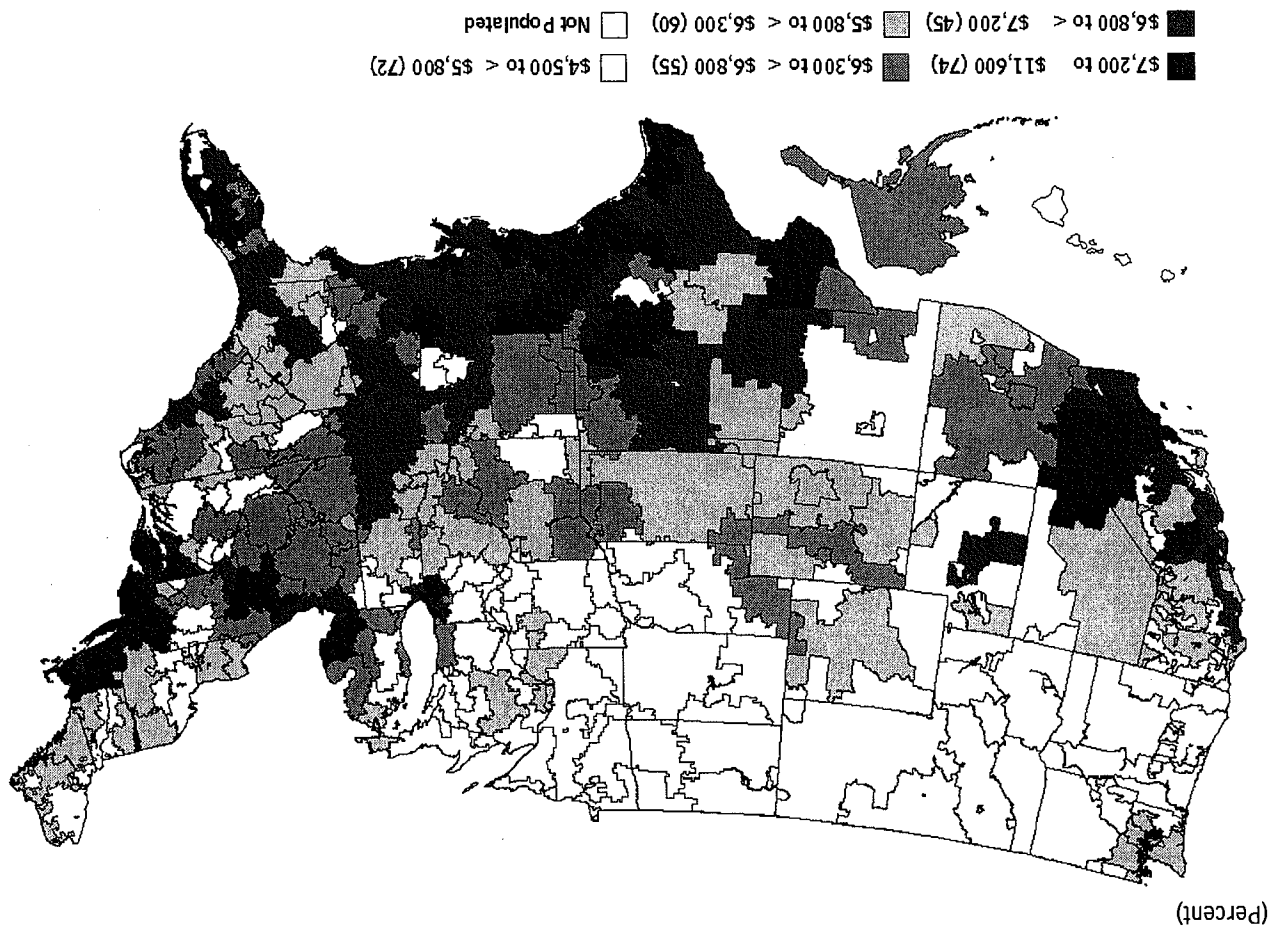 (Percent)
$7,200 to $11,600 (74) $6,300 to < $6,800 (55) $4,500 to < $5,800 (72)
$6,800 to < $7,200 (45) $5,800 to < $6,300 (60) Not Populated